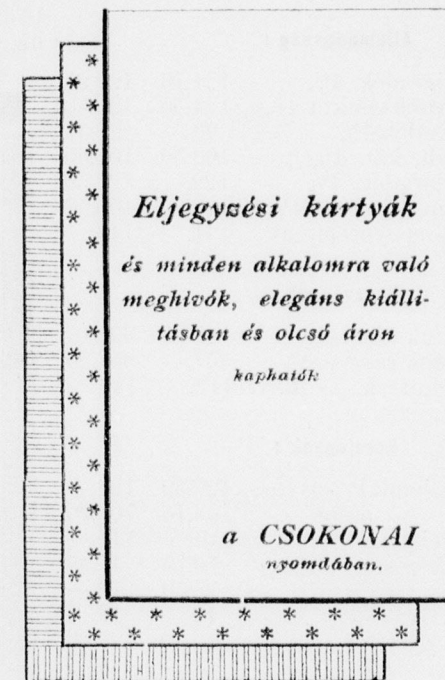 Eljegyzési kártyák
és minden alkalomra való
meghivók, elegáns kiálli-
tásban és olcsó áron
kaphatók
a CSOKONAI
nyomdában.